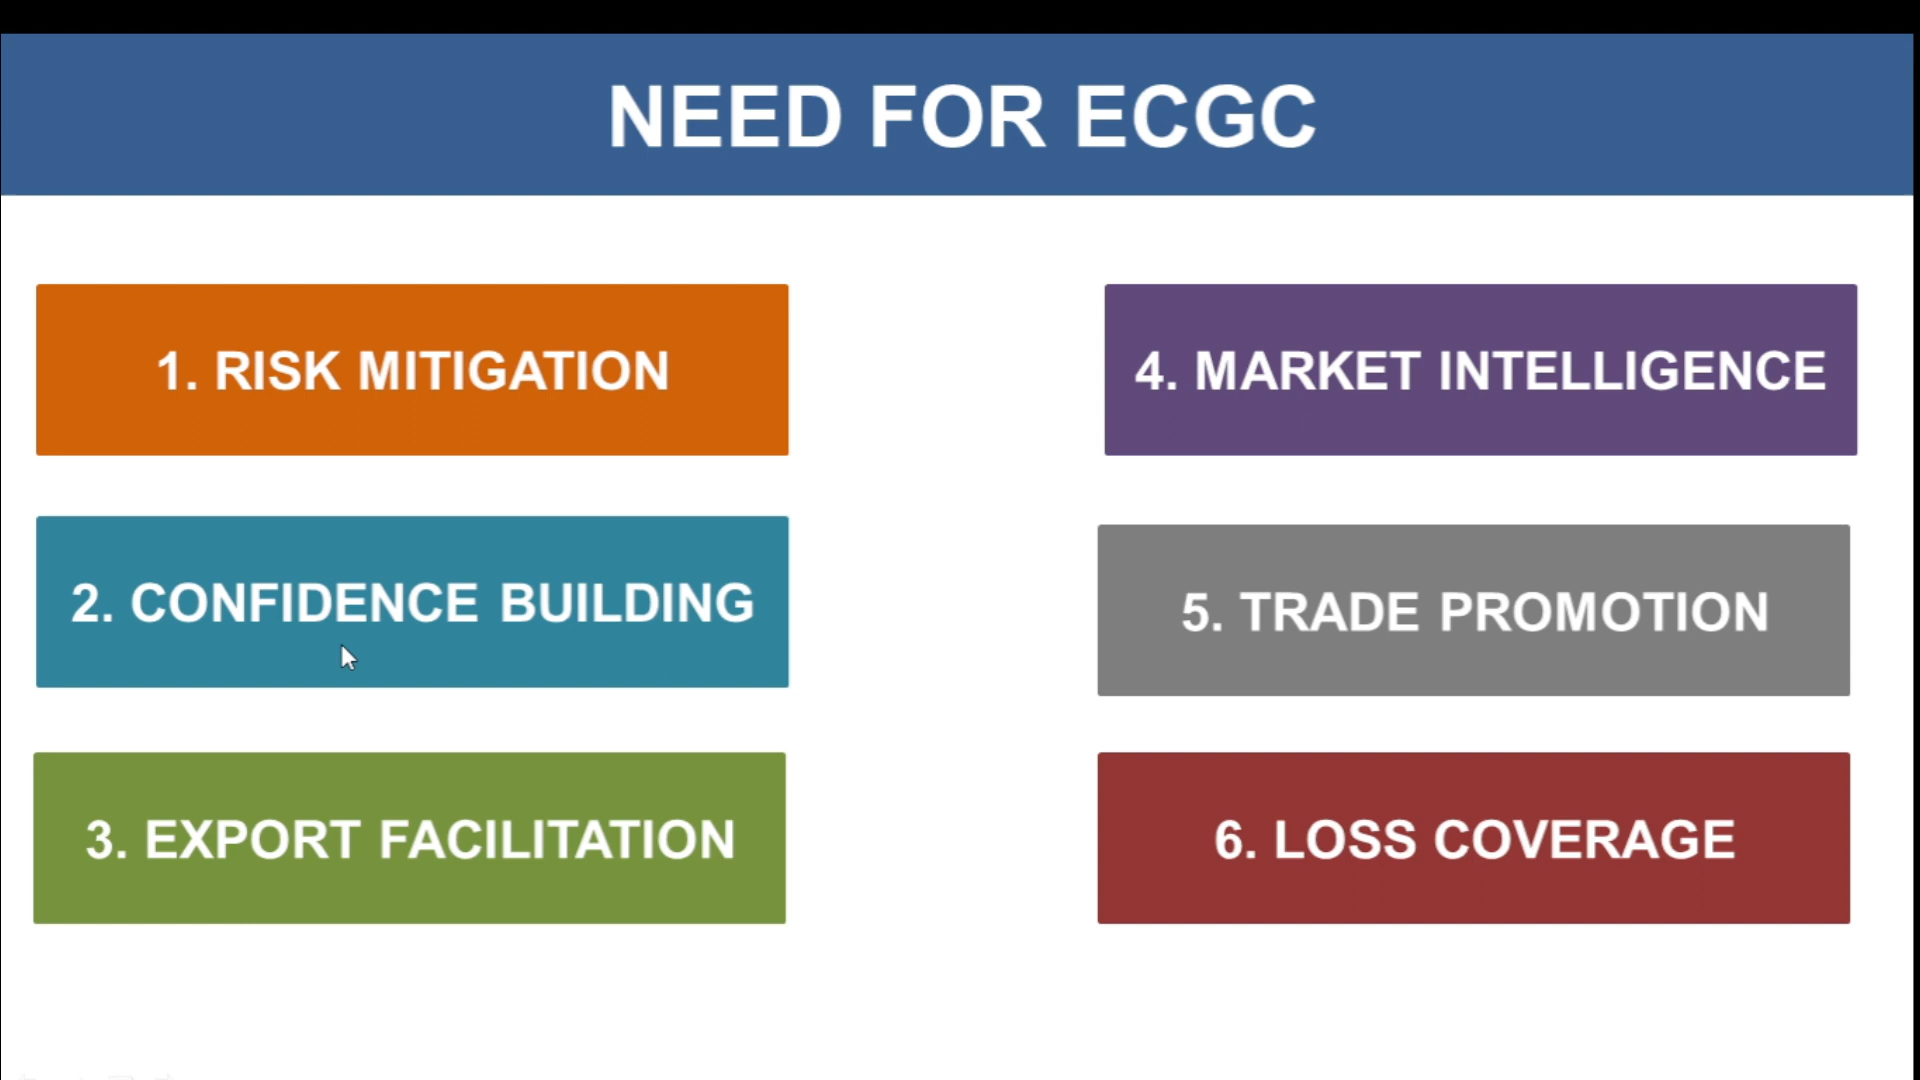 NEED FOR ECGC
1. RISK MITIGATION
2. CONFIDENCE BUILDING
3. EXPORT FACILITATION
4. MARKET INTELLIGENCE
5. TRADE PROMOTION
6. LOSS COVERAGE